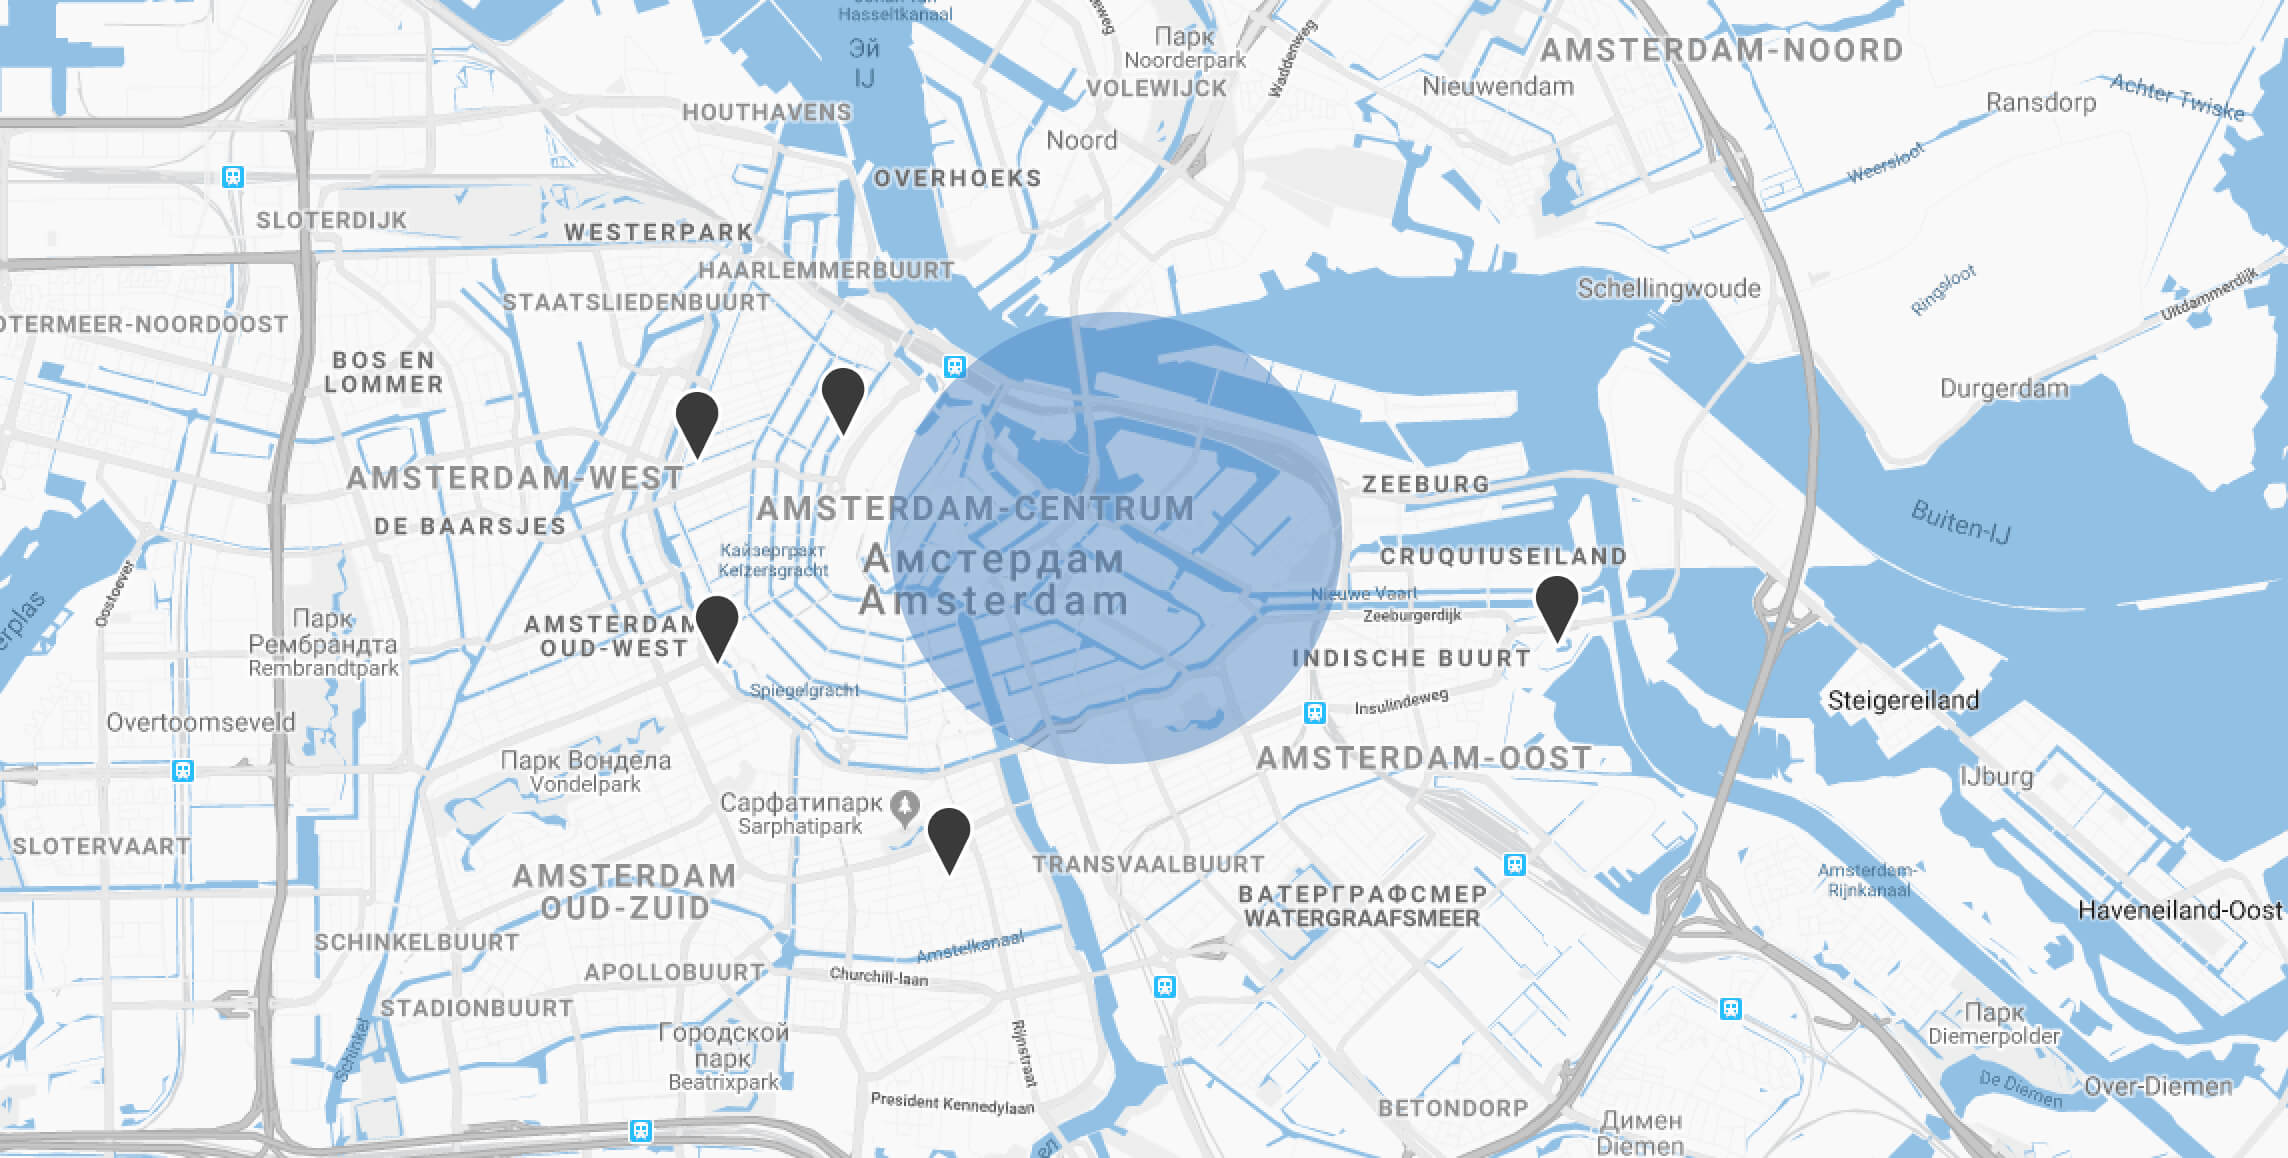 Hasseltkanaal
Эй
IJ
Парк
Noorderpark
Waddenweg
AMSTERDAM-NOORD
Nieuwendam
VOLEWIJCK
Achter Twiske
Ransdorp
HOUTHAVENS
Noord
Weersloot
OVERHOEKS
SLOTERDIJK
WESTERPARK
HAARLEMMERBUURT
Schellingwoude
Ringsloot
Uitdammerdijk
STAATSLIEDENBUURT
OTERMEER-NOORDOOST
BOS EN
LOMMER
Durgerdam
AMSTERDAM-WEST
ZEEBURG
AMSTERDAM-CENTRUM
DE BAARSJES
Buiten-IJ
Кайзерграхт
Keizersgracht
Амстердам
Amsterdam
CRUQUIUSEILAND
Oostoever
erplas
Nieuwe Vaart
Zeeburgerdijk
Парк
Рембрандта
Rembrandtpark
AMSTERDAM
OUD-WEST
INDISCHE BUURT
Spiegelgracht
Insulindeweg
Steigereiland
Overtoomseveld
Парк Вондела
Vondelpark
AMSTERDAM-OOST
IJburg
Сарфатипарк
Sarphatipark
SLOTERVAART
TRANSVAALBUURT
AMSTERDAM
OUD-ZUID
Amsterdam-
Rijnkanaal
ВАТЕРГРАФСМЕР
WATERGRAAFSMEER
Haveneiland-Oost
SCHINKELBUURT
Amstelkanaal
APOLLOBUURT
Churchill-laan
STADIONBUURT
Парк
Diemerpolder
Городской
парк
Beatrixpark
Schinkel
Rijnstraat
De Diemen
Over-Diemen
President Kennedylaan
BETONDORP
Димен
Diemen